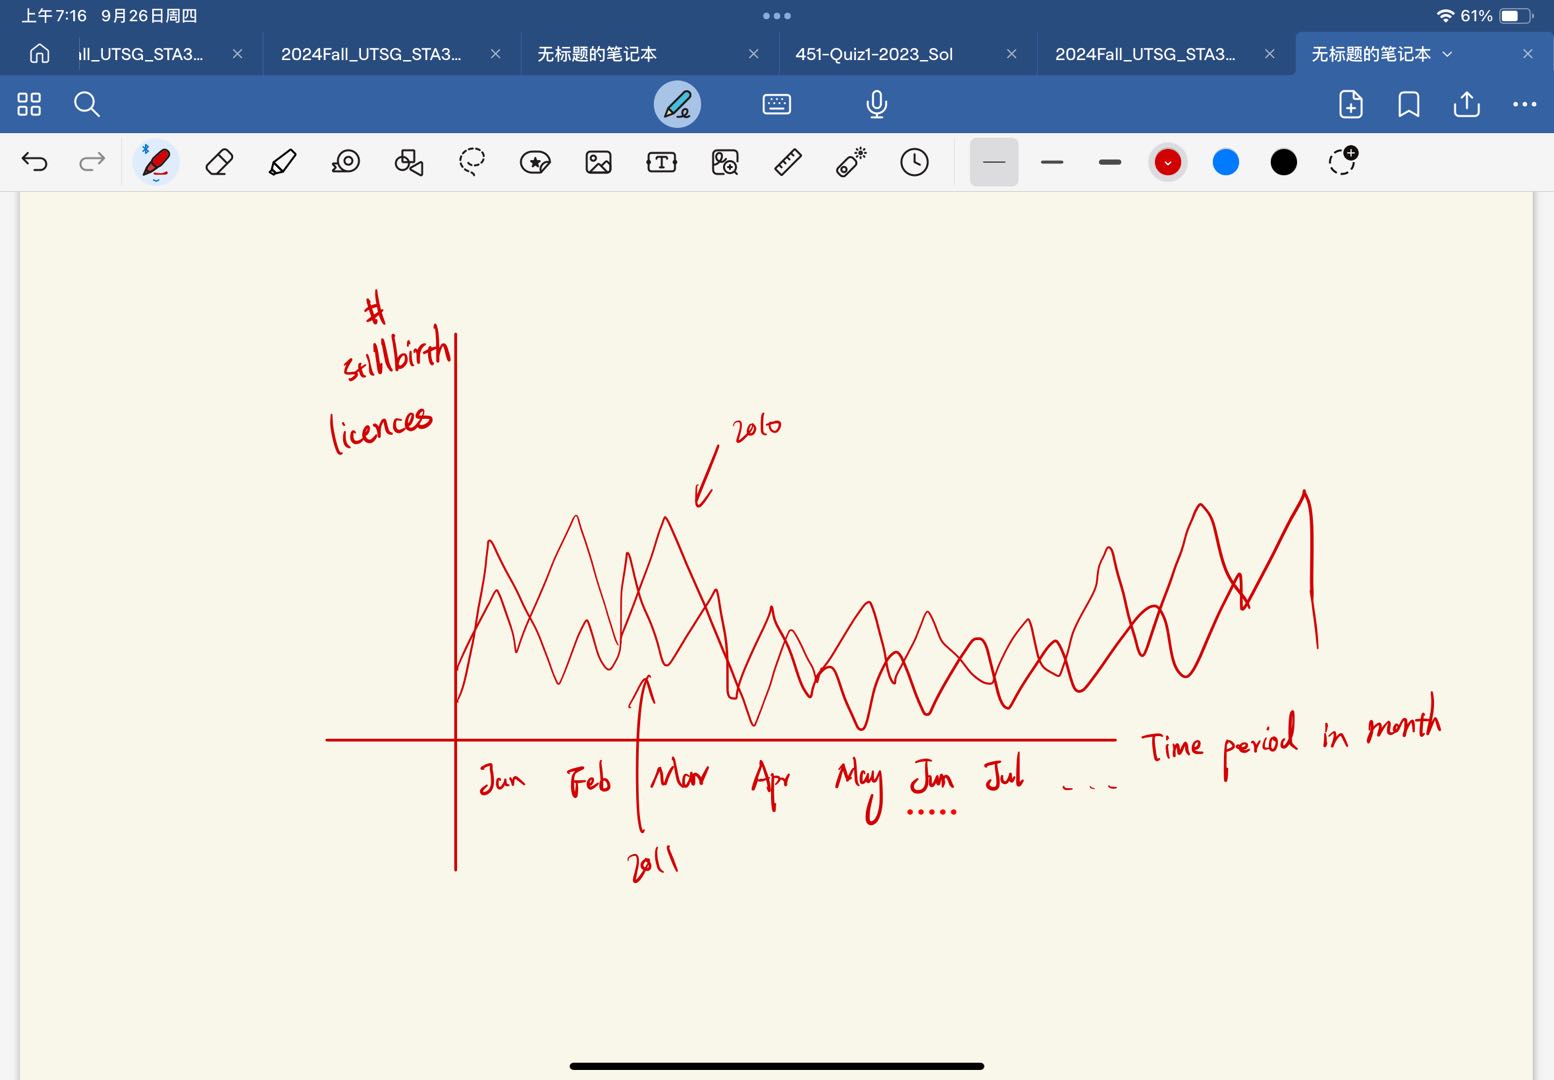 上午7:16 9月26日周四
61%
ll_UTSG_STA3...
2024Fall_UTSG_STA3...
无标题的笔记本
451-Quiz1-2023_Sol
2024Fall_UTSG_STA3...
无标题的笔记本
#
stillbirth
licences
2010
Time period in month
Jan Feb Mar Apr May Jun Jul ...
2011